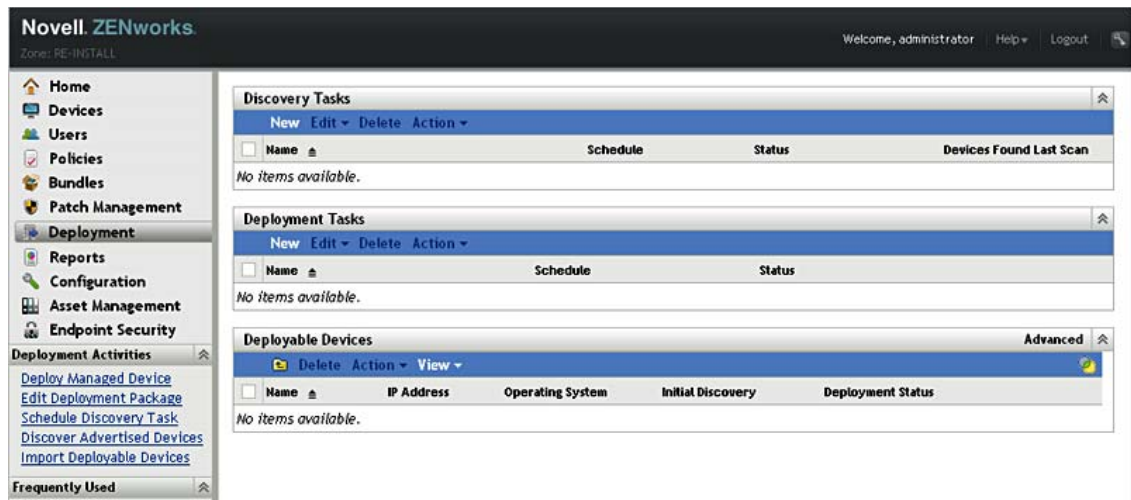 Novell. ZENworks.
Zone: RE-INSTALL
Welcome, administrator Help Logout
Home
Devices
Users
Policies
Bundles
Patch Management
Deployment
Reports
Configuration
Asset Management
Endpoint Security
Deployment Activities
Deploy Managed Device
Edit Deployment Package
Schedule Discovery Task
Discover Advertised Devices
Import Deployable Devices
Frequently Used
Discovery Tasks
New Edit Delete Action
Name Schedule Status Devices Found Last Scan
No items available.
Deployment Tasks
New Edit Delete Action
Name Schedule Status
No items available.
Deployable Devices Advanced
Delete Action View
Name IP Address Operating System Initial Discovery Deployment Status
No items available.